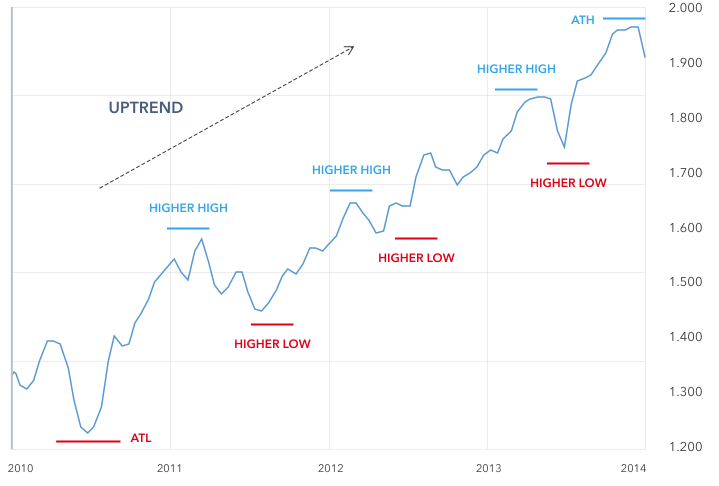 2.000
ATH
1.900
HIGHER HIGH
UPTREND
1.800
HIGHER HIGH
1.700
HIGHER LOW
HIGHER HIGH
1.600
HIGHER LOW
1.500
HIGHER LOW
1.400
1.300
ATL
1.200
2010
2011
2012
2013
2014